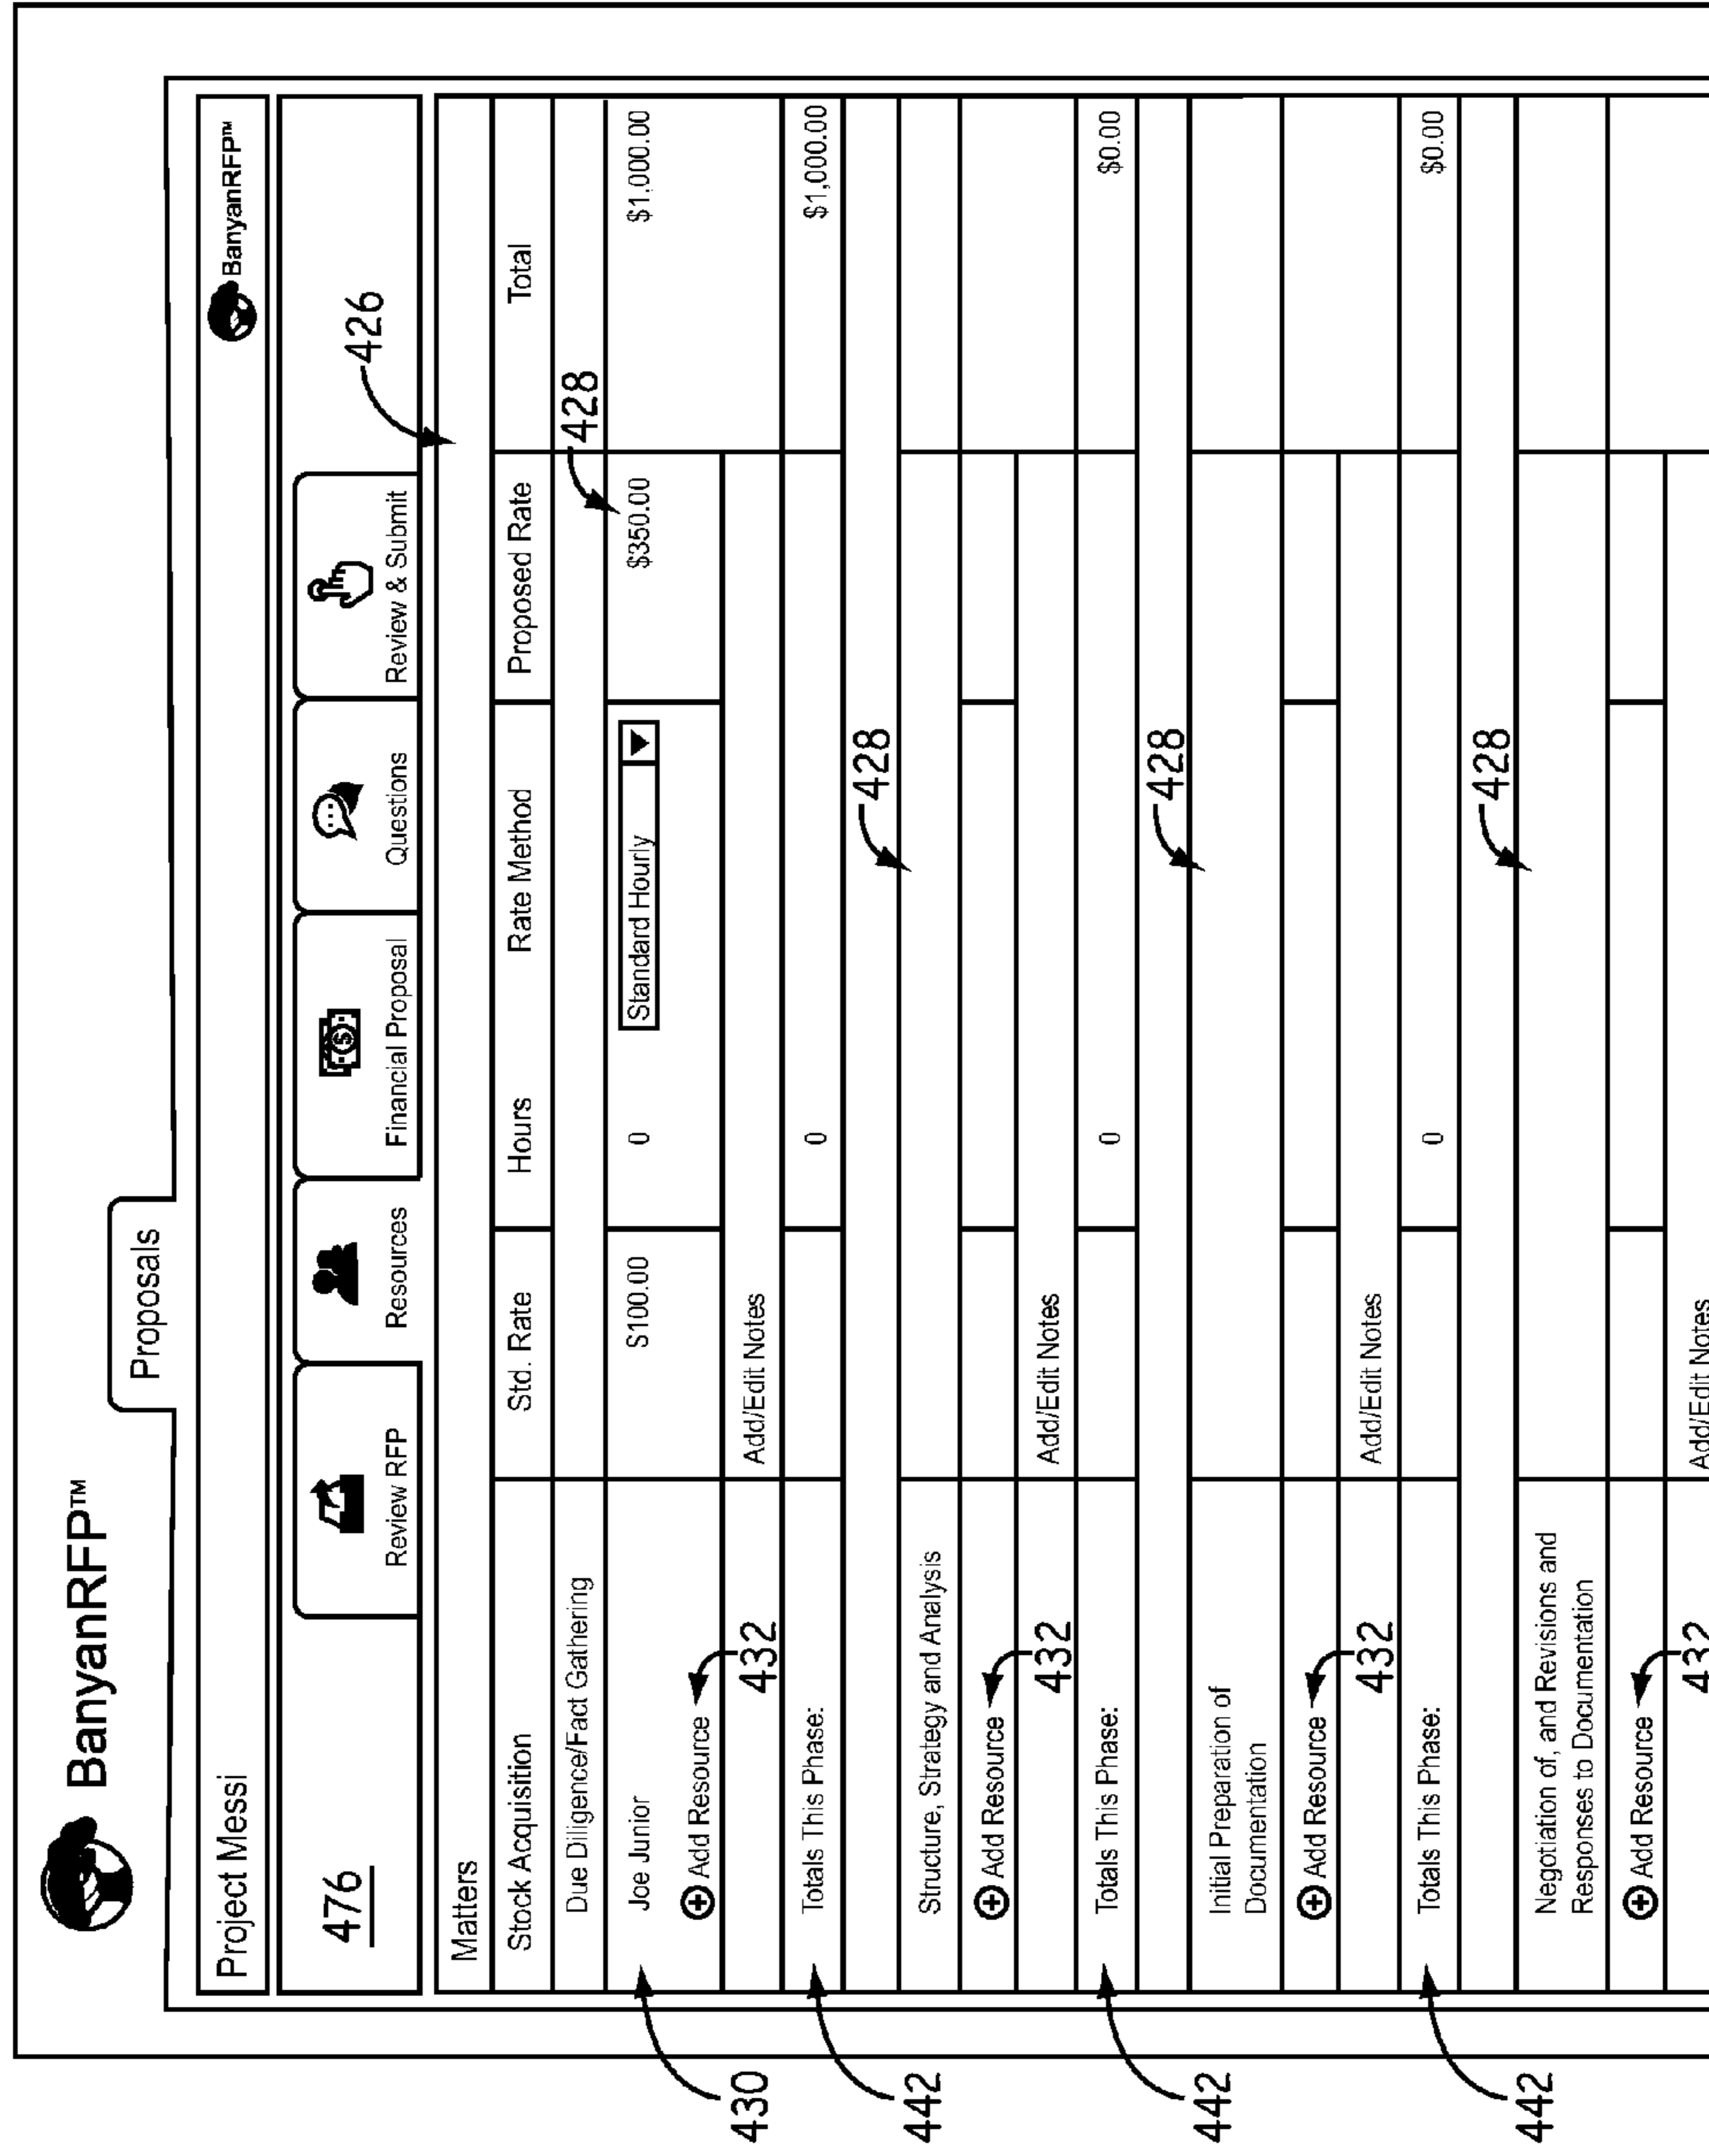 BanyanRFP™
Proposals
Project Messi
BanyanRFP™
476
Review RFP
Resources
Financial Proposal
Questions
Review & Submit
426
Matters
Stock Acquisition Std. Rate Hours Rate Method Proposed Rate Total
Due Diligence/Fact Gathering
428
Joe Junior $100.00 0 Standard Hourly $350.00 $1,000.00
430
Add Resource
432
Add/Edit Notes
Totals This Phase: 0 $1,000.00
442
428
Structure, Strategy and Analysis
Add Resource
432
Add/Edit Notes
Totals This Phase: 0 $0.00
442
428
Initial Preparation of
Documentation
Add Resource
432
Add/Edit Notes
Totals This Phase: 0 $0.00
442
428
Negotiation of, and Revisions and
Responses to Documentation
Add Resource
432
Add/Edit Notes